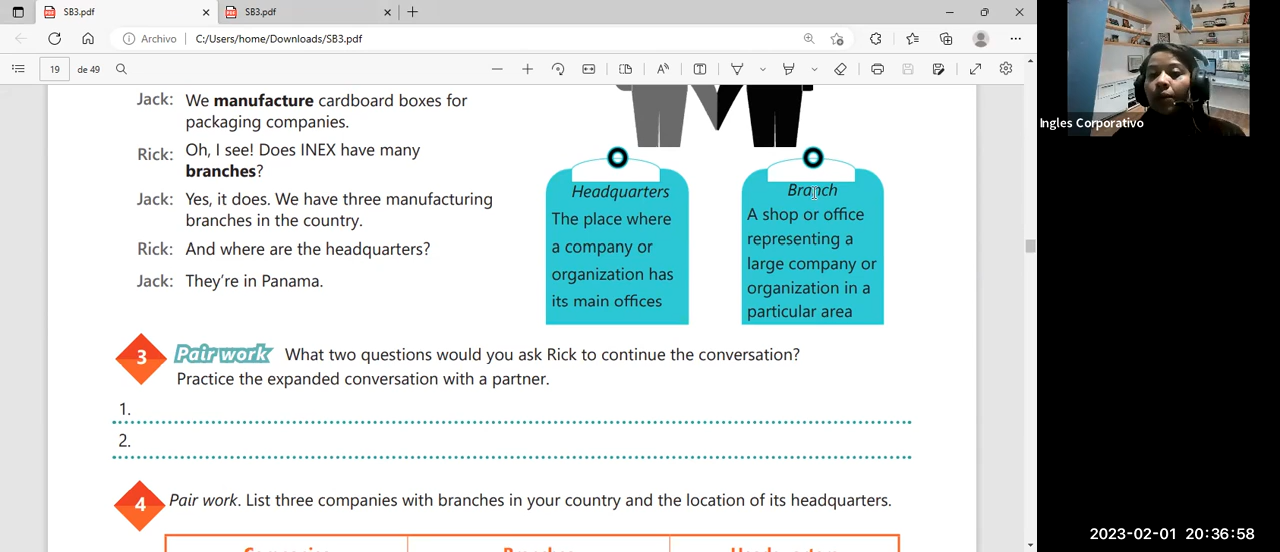 SB3.pdf
SB3.pdf
Archivo
C:/Users/home/Downloads/SB3.pdf
19
de 49
Jack: We manufacture cardboard boxes for
packaging companies.
Rick: Oh, I see! Does INEX have many
branches?
Jack: Yes, it does. We have three manufacturing
branches in the country.
Rick: And where are the headquarters?
Jack: They're in Panama.
Headquarters
The place where
a company or
organization has
its main offices
Branch
A shop or office
representing a
large company or
organization in a
particular area
3 Pair work What two questions would you ask Rick to continue the conversation?
Practice the expanded conversation with a partner.
1.
2.
4 Pair work. List three companies with branches in your country and the location of its headquarters.
Companies Branches Headquarters
Ingles Corporativo
2023-02-01 20:36:58